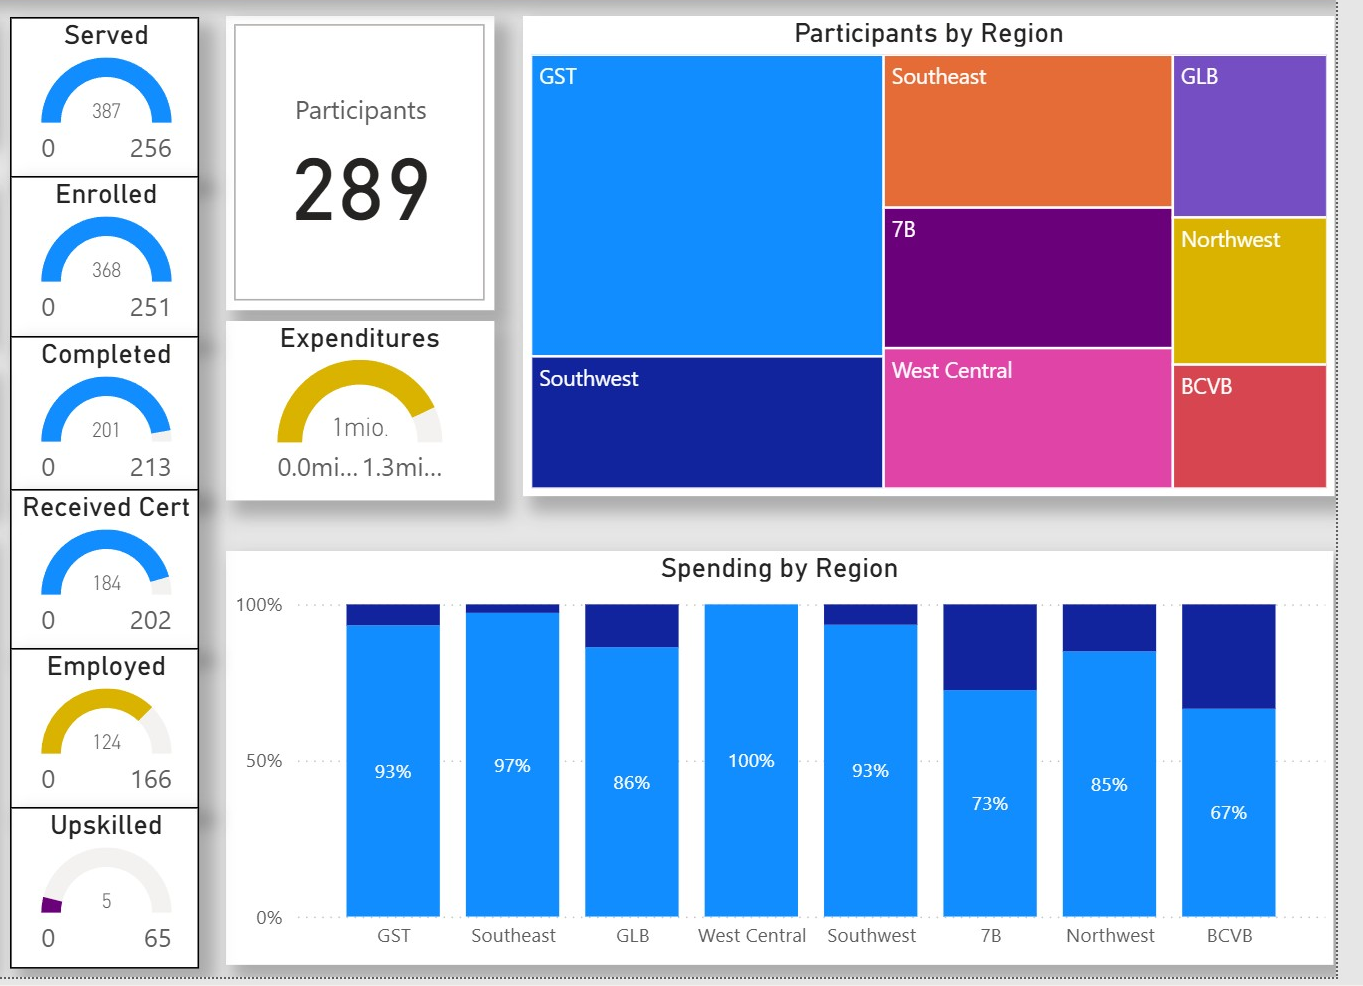 Served
387
0 256
Enrolled
368
0 251
Completed
201
0 213
Received Cert
184
0 202
Employed
124
0 166
Upskilled
5
0 65
Participants
289
Expenditures
1mio.
0.0mi... 1.3mi...
Participants by Region
GST
Southwest
Southeast
7B
West Central
GLB
Northwest
BCVB
Spending by Region
100%
50%
0%
93% 97% 86% 100% 93% 73% 85% 67%
GST Southeast GLB West Central Southwest 7B Northwest BCVB